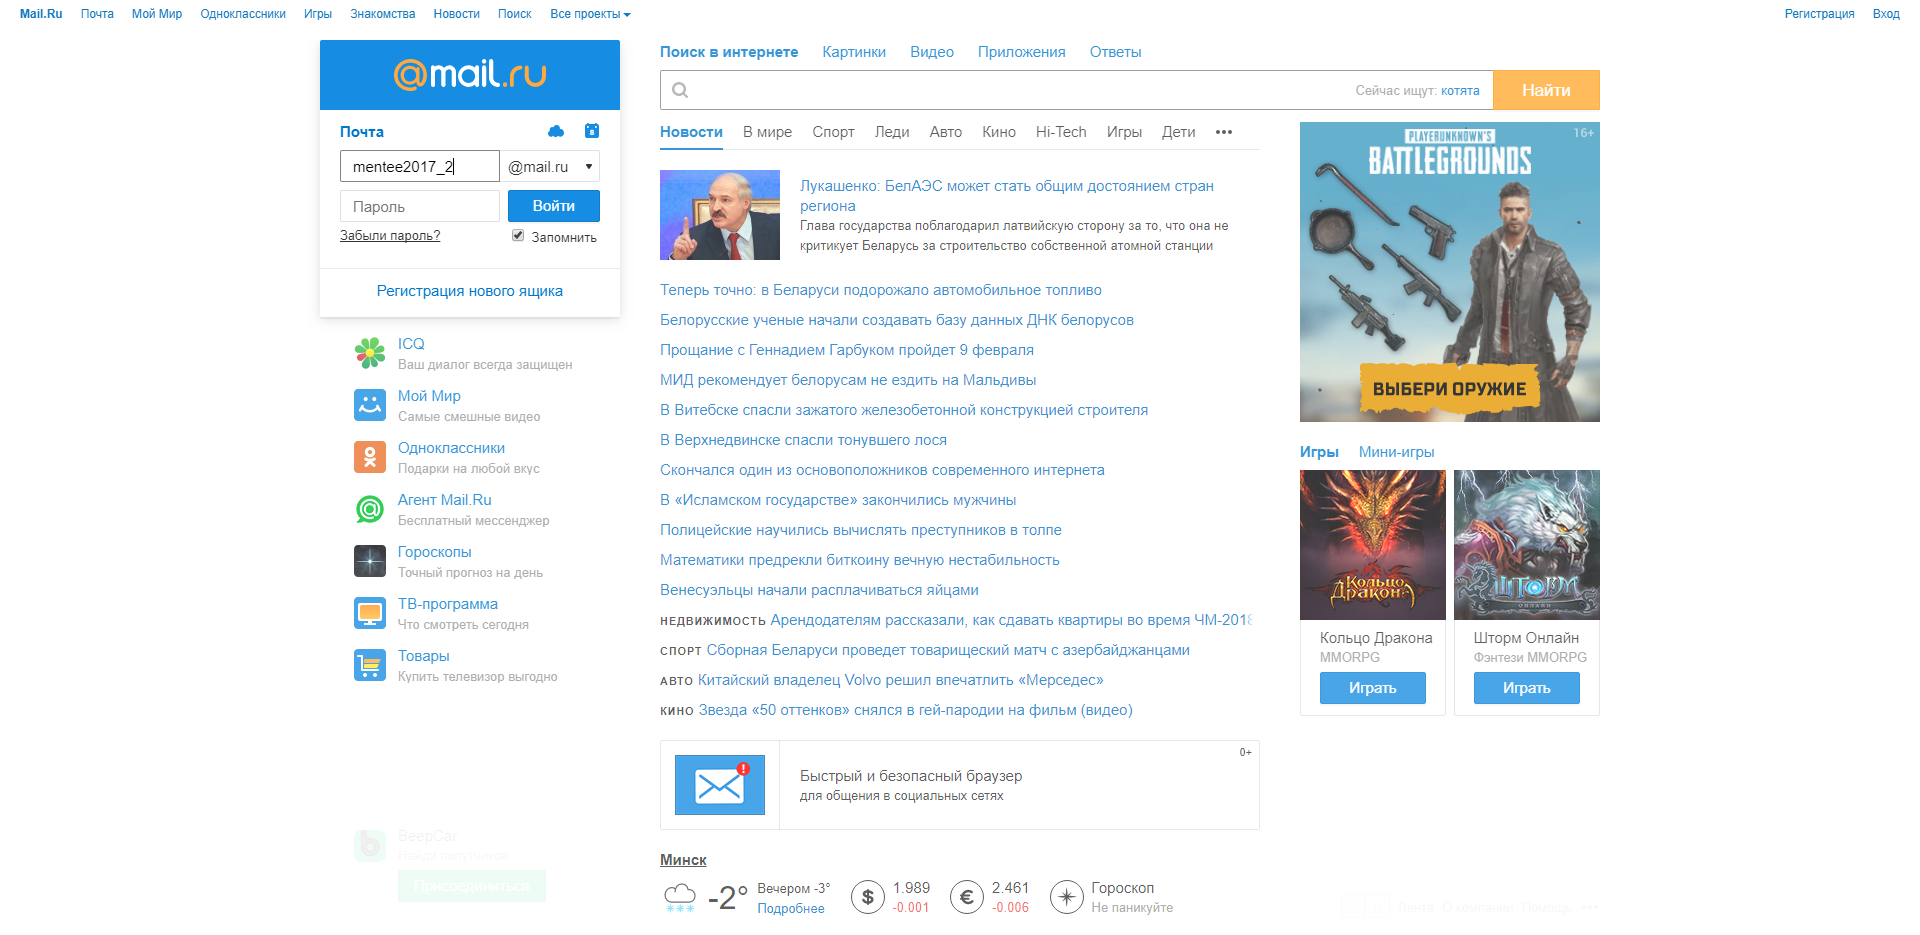 Mail.Ru Почта Мой Мир Одноклассники Игры Знакомства Новости Поиск Все проекты
Регистрация Вход
@mail.ru
Почта
mentee2017_2 @mail.ru
Пароль Войти
Забыли пароль? Запомнить
Регистрация нового ящика
ICQ
Ваш диалог всегда защищен
Мой Мир
Самые смешные видео
Одноклассники
Подарки на любой вкус
Агент Mail.Ru
Бесплатный мессенджер
Гороскопы
Точный прогноз на день
ТВ-программа
Что смотреть сегодня
Товары
Купить телевизор выгодно
BeepCar
Найди попутчиков
Присоединиться
Поиск в интернете Картинки Видео Приложения Ответы
Сейчас ищут: котята Найти
Новости В мире Спорт Леди Авто Кино Hi-Tech Игры Дети •••
Лукашенко: БелАЭС может стать общим достоянием стран
региона
Глава государства поблагодарил латвийскую сторону за то, что она не
критикует Беларусь за строительство собственной атомной станции
Теперь точно: в Беларуси подорожало автомобильное топливо
Белорусские ученые начали создавать базу данных ДНК белорусов
Прощание с Геннадием Гарбуком пройдет 9 февраля
МИД рекомендует белорусам не ездить на Мальдивы
В Витебске спасли зажатого железобетонной конструкцией строителя
В Верхнедвинске спасли тонувшего лося
Скончался один из основоположников современного интернета
В «Исламском государстве» закончились мужчины
Полицейские научились вычислять преступников в толпе
Математики предрекли биткоину вечную нестабильность
Венесуэльцы начали расплачиваться яйцами
НЕДВИЖИМОСТЬ Арендодателям рассказали, как сдавать квартиры во время ЧМ-2018
СПОРТ Сборная Беларуси проведет товарищеский матч с азербайджанцами
АВТО Китайский владелец Volvo решил впечатлить «Мерседес»
КИНО Звезда «50 оттенков» снялся в гей-пародии на фильм (видео)
0+
Быстрый и безопасный браузер
для общения в социальных сетях
Минск
-2° Вечером -3° $ 1.989 € 2.461 Гороскоп
Подробнее -0.001 -0.006 Не паникуйте
16+
PLAYERUNKNOWN'S
BATTLEGROUNDS
ВЫБЕРИ ОРУЖИЕ
Игры Мини-игры
Кольцо
Дракона
ШТОРМ
ОНЛАЙН
Кольцо Дракона
MMORPG
Играть
Шторм Онлайн
Фэнтези MMORPG
Играть
Лента О компании Помощь •••